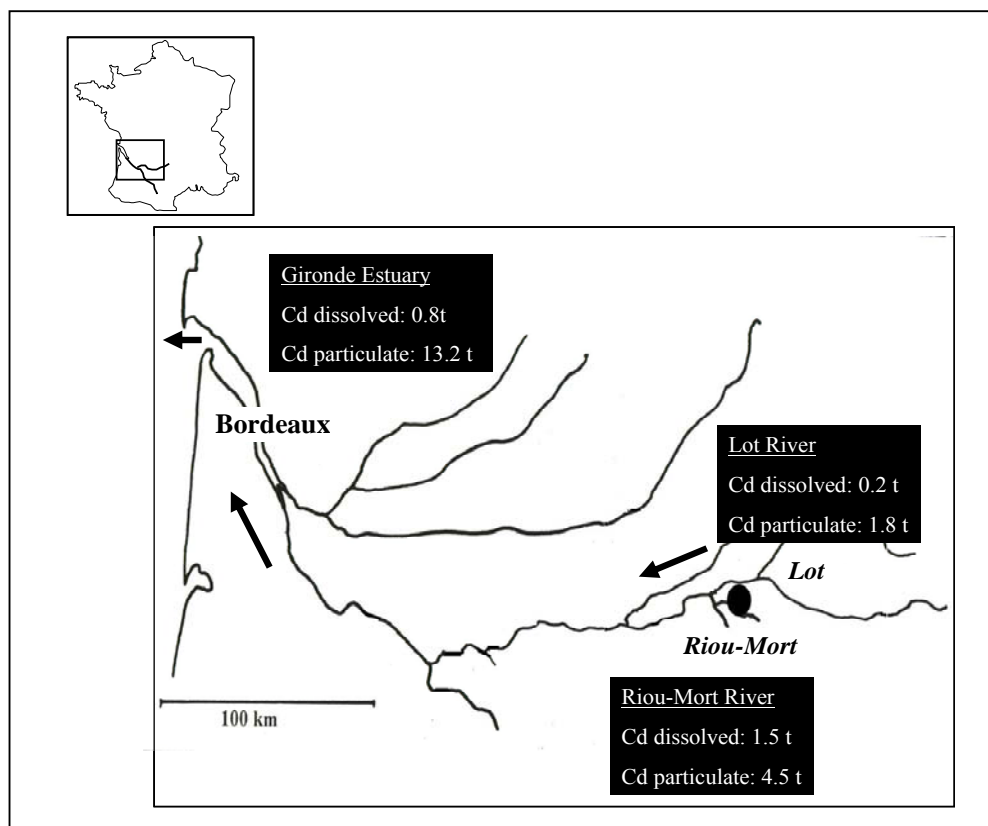 Gironde Estuary
Cd dissolved: 0.8t
Cd particulate: 13.2 t
Bordeaux
Lot River
Cd dissolved: 0.2 t
Cd particulate: 1.8 t
Lot
Riou-Mort
Riou-Mort River
Cd dissolved: 1.5 t
Cd particulate: 4.5 t
100 km